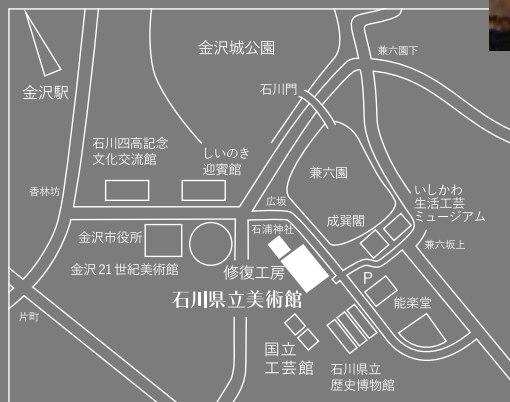 金沢城公園
兼六園下
金沢駅
石川門
石川四高記念
文化交流館
しいのき
迎賓館
兼六園
香林坊
広坂
いしかわ
生活工芸
ミュージアム
成巽閣
石浦神社
金沢市役所
兼六坂上
金沢21世紀美術館
修復工房
P
石川県立美術館
能楽堂
片町
国立
工芸館
石川県立
歴史博物館